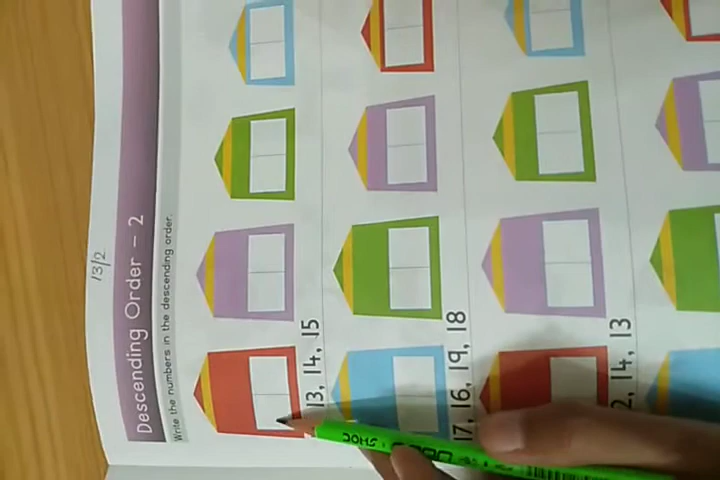 13/2
Descending Order – 2
Write the numbers in the descending order.
13, 14, 15
17, 16, 19, 18
2, 14, 13